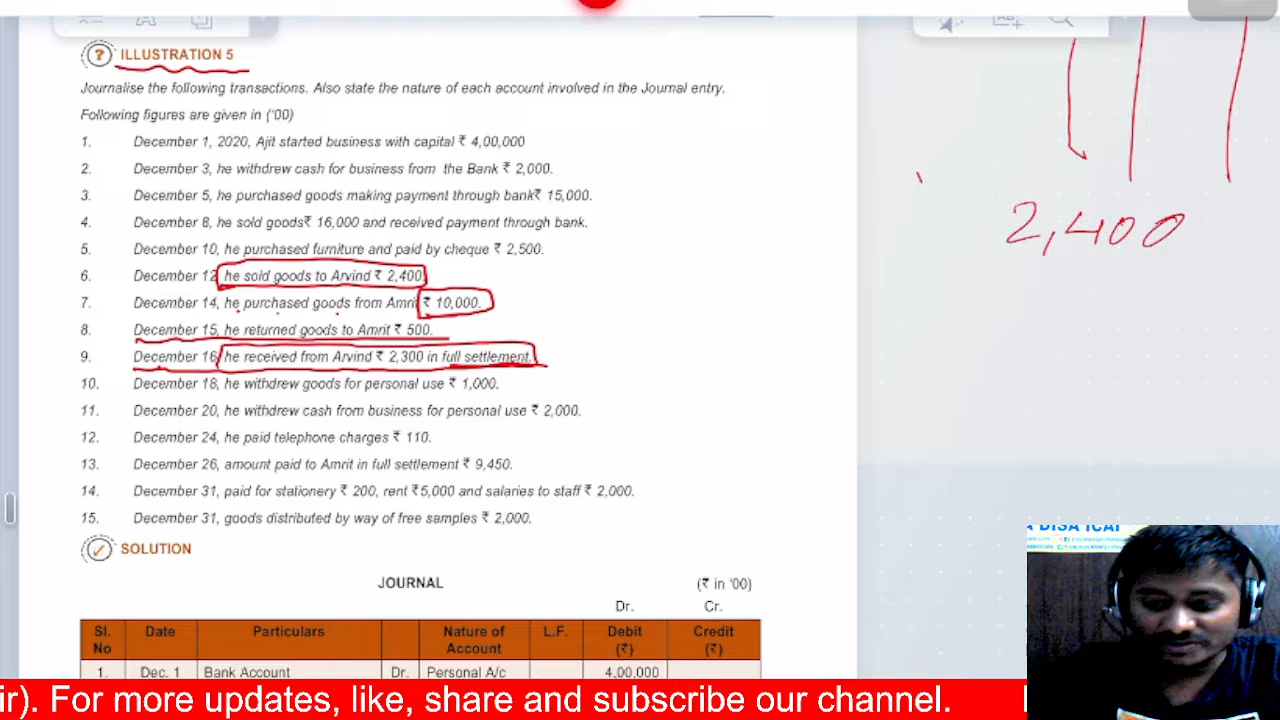 ILLUSTRATION 5
Journalise the following transactions. Also state the nature of each account involved in the Journal entry.
Following figures are given in ('00)
1. December 1, 2020, Ajit started business with capital ₹ 4,00,000
2. December 3, he withdrew cash for business from the Bank ₹ 2,000.
3. December 5, he purchased goods making payment through bank₹ 15,000.
4. December 8, he sold goods₹ 16,000 and received payment through bank.
5. December 10, he purchased furniture and paid by cheque ₹ 2,500.
6. December 12, he sold goods to Arvind ₹ 2,400.
7. December 14, he purchased goods from Amrit ₹ 10,000.
8. December 15, he returned goods to Amrit ₹ 500.
9. December 16, he received from Arvind ₹ 2,300 in full settlement.
10. December 18, he withdrew goods for personal use ₹ 1,000.
11. December 20, he withdrew cash from business for personal use ₹ 2,000.
12. December 24, he paid telephone charges ₹ 110.
13. December 26, amount paid to Amrit in full settlement ₹ 9,450.
14. December 31, paid for stationery ₹ 200, rent ₹5,000 and salaries to staff ₹ 2,000.
15. December 31, goods distributed by way of free samples ₹ 2,000.
SOLUTION
JOURNAL (₹ in '00)
Dr. Cr.
Sl. No Date Particulars Nature of Account L.F. Debit (₹) Credit (₹)
1. Dec. 1 Bank Account Dr. Personal A/c 4,00,000
2,400
DISA ICAI
ir). For more updates, like, share and subscribe our channel.